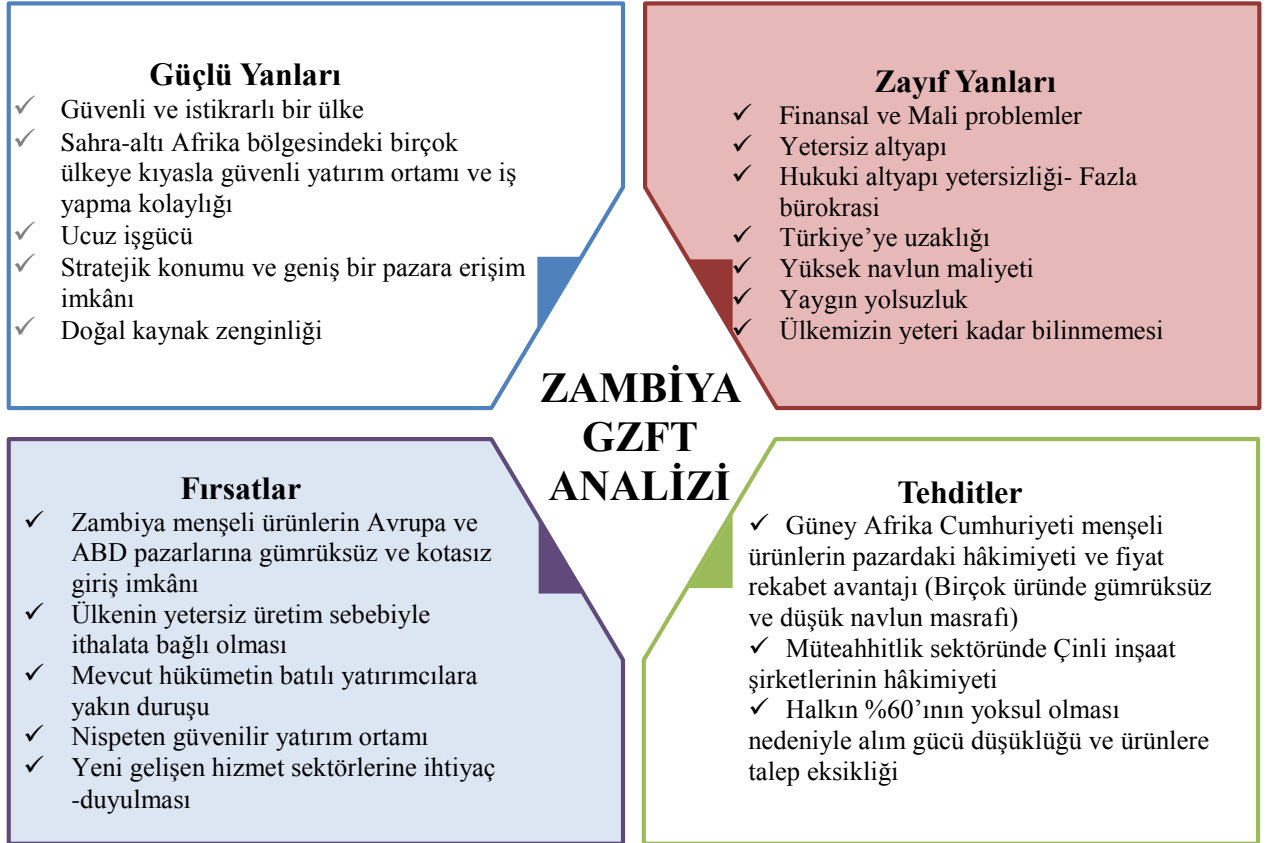 Güçlü Yanları
✓ Güvenli ve istikrarlı bir ülke
✓ Sahra-altı Afrika bölgesindeki birçok
ülkeye kıyasla güvenli yatırım ortamı ve iş
yapma kolaylığı
✓ Ucuz işgücü
✓ Stratejik konumu ve geniş bir pazara erişim
imkânı
✓ Doğal kaynak zenginliği
Zayıf Yanları
✓ Finansal ve Mali problemler
✓ Yetersiz altyapı
✓ Hukuki altyapı yetersizliği- Fazla
bürokrasi
✓ Türkiye’ye uzaklığı
✓ Yüksek navlun maliyeti
✓ Yaygın yolsuzluk
✓ Ülkemizin yeteri kadar bilinmemesi
ZAMBİYA
GZFT
ANALİZİ
Fırsatlar
✓ Zambiya menşeli ürünlerin Avrupa ve
ABD pazarlarına gümrüksüz ve kotasız
giriş imkânı
✓ Ülkenin yetersiz üretim sebebiyle
ithalata bağlı olması
✓ Mevcut hükümetin batılı yatırımcılara
yakın duruşu
✓ Nispeten güvenilir yatırım ortamı
✓ Yeni gelişen hizmet sektörlerine ihtiyaç
-duyulması
Tehditler
✓ Güney Afrika Cumhuriyeti menşeli
ürünlerin pazardaki hâkimiyeti ve fiyat
rekabet avantajı (Birçok üründe gümrüksüz
ve düşük navlun masrafı)
✓ Müteahhitlik sektöründe Çinli inşaat
şirketlerinin hâkimiyeti
✓ Halkın %60’ının yoksul olması
nedeniyle alım gücü düşüklüğü ve ürünlere
talep eksikliği